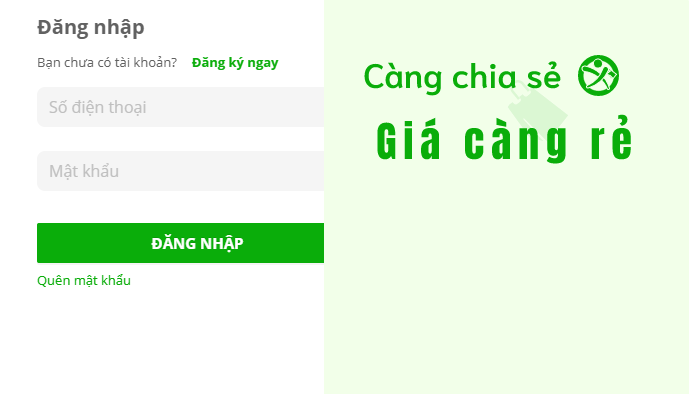 Đăng nhập
Bạn chưa có tài khoản? Đăng ký ngay
Số điện thoại
Mật khẩu
ĐĂNG NHẬP
Quên mật khẩu
Càng chia sẻ
Giá càng rẻ